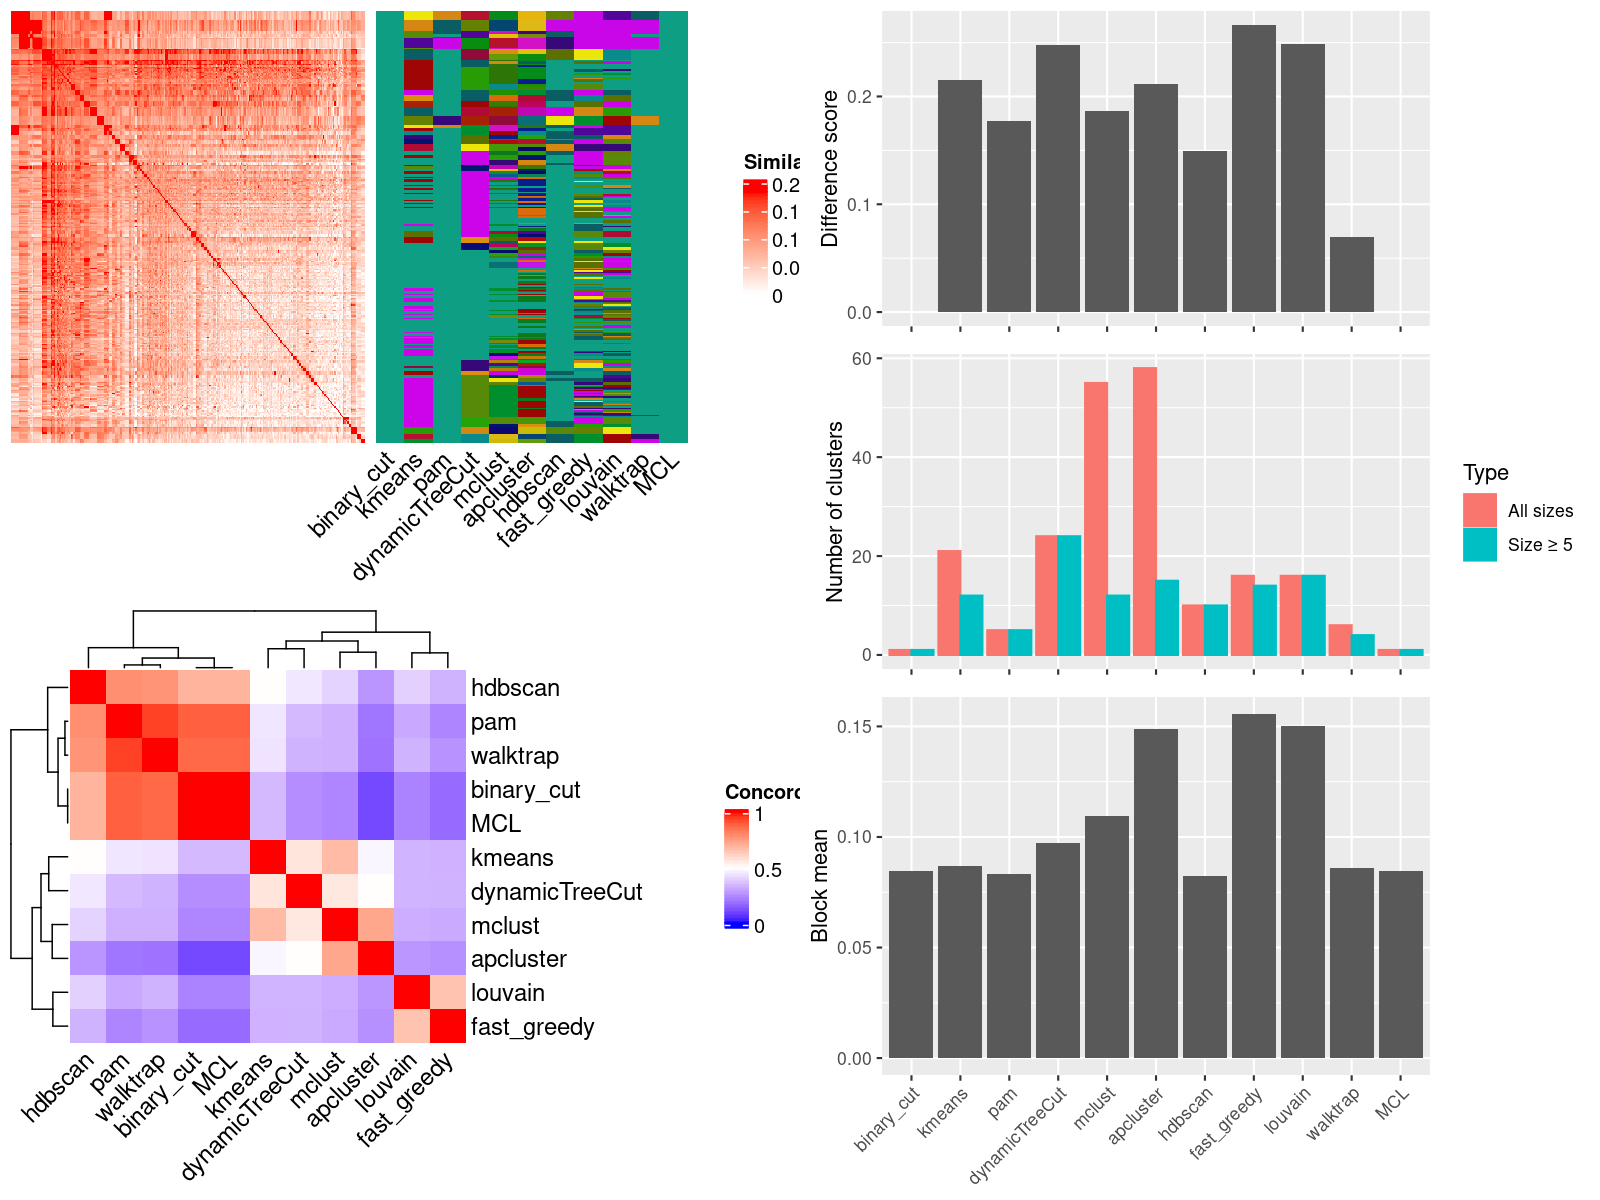 Simila
0.2
0.1
0.1
0.0
0
binary_cut
kmeans
pam
dynamicTreeCut
mclust
apcluster
hdbscan
fast_greedy
louvain
walktrap
MCL
hdbscan
pam
walktrap
binary_cut
MCL
kmeans
dynamicTreeCut
mclust
apcluster
louvain
fast_greedy
hdbscan
pam
walktrap
binary_cut
MCL
kmeans
dynamicTreeCut
mclust
apcluster
louvain
fast_greedy
Concord
1
0.5
0
Difference score
0.2
0.1
0.0
Number of clusters
60
40
20
0
Type
All sizes
Size ≥ 5
Block mean
0.15
0.10
0.05
0.00
binary_cut
kmeans
pam
dynamicTreeCut
mclust
apcluster
hdbscan
fast_greedy
louvain
walktrap
MCL